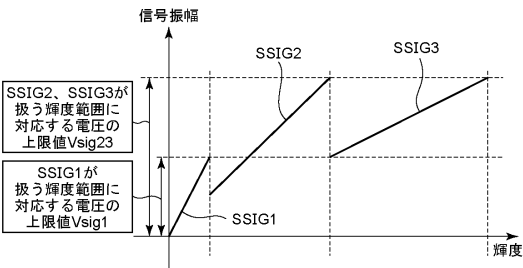 信号振幅
SSIG2
SSIG3
SSIG2、SSIG3が
扱う輝度範囲に
対応する電圧の
上限値Vsig23
SSIG1が
扱う輝度範囲に
対応する電圧の
上限値Vsig1
SSIG1
輝度